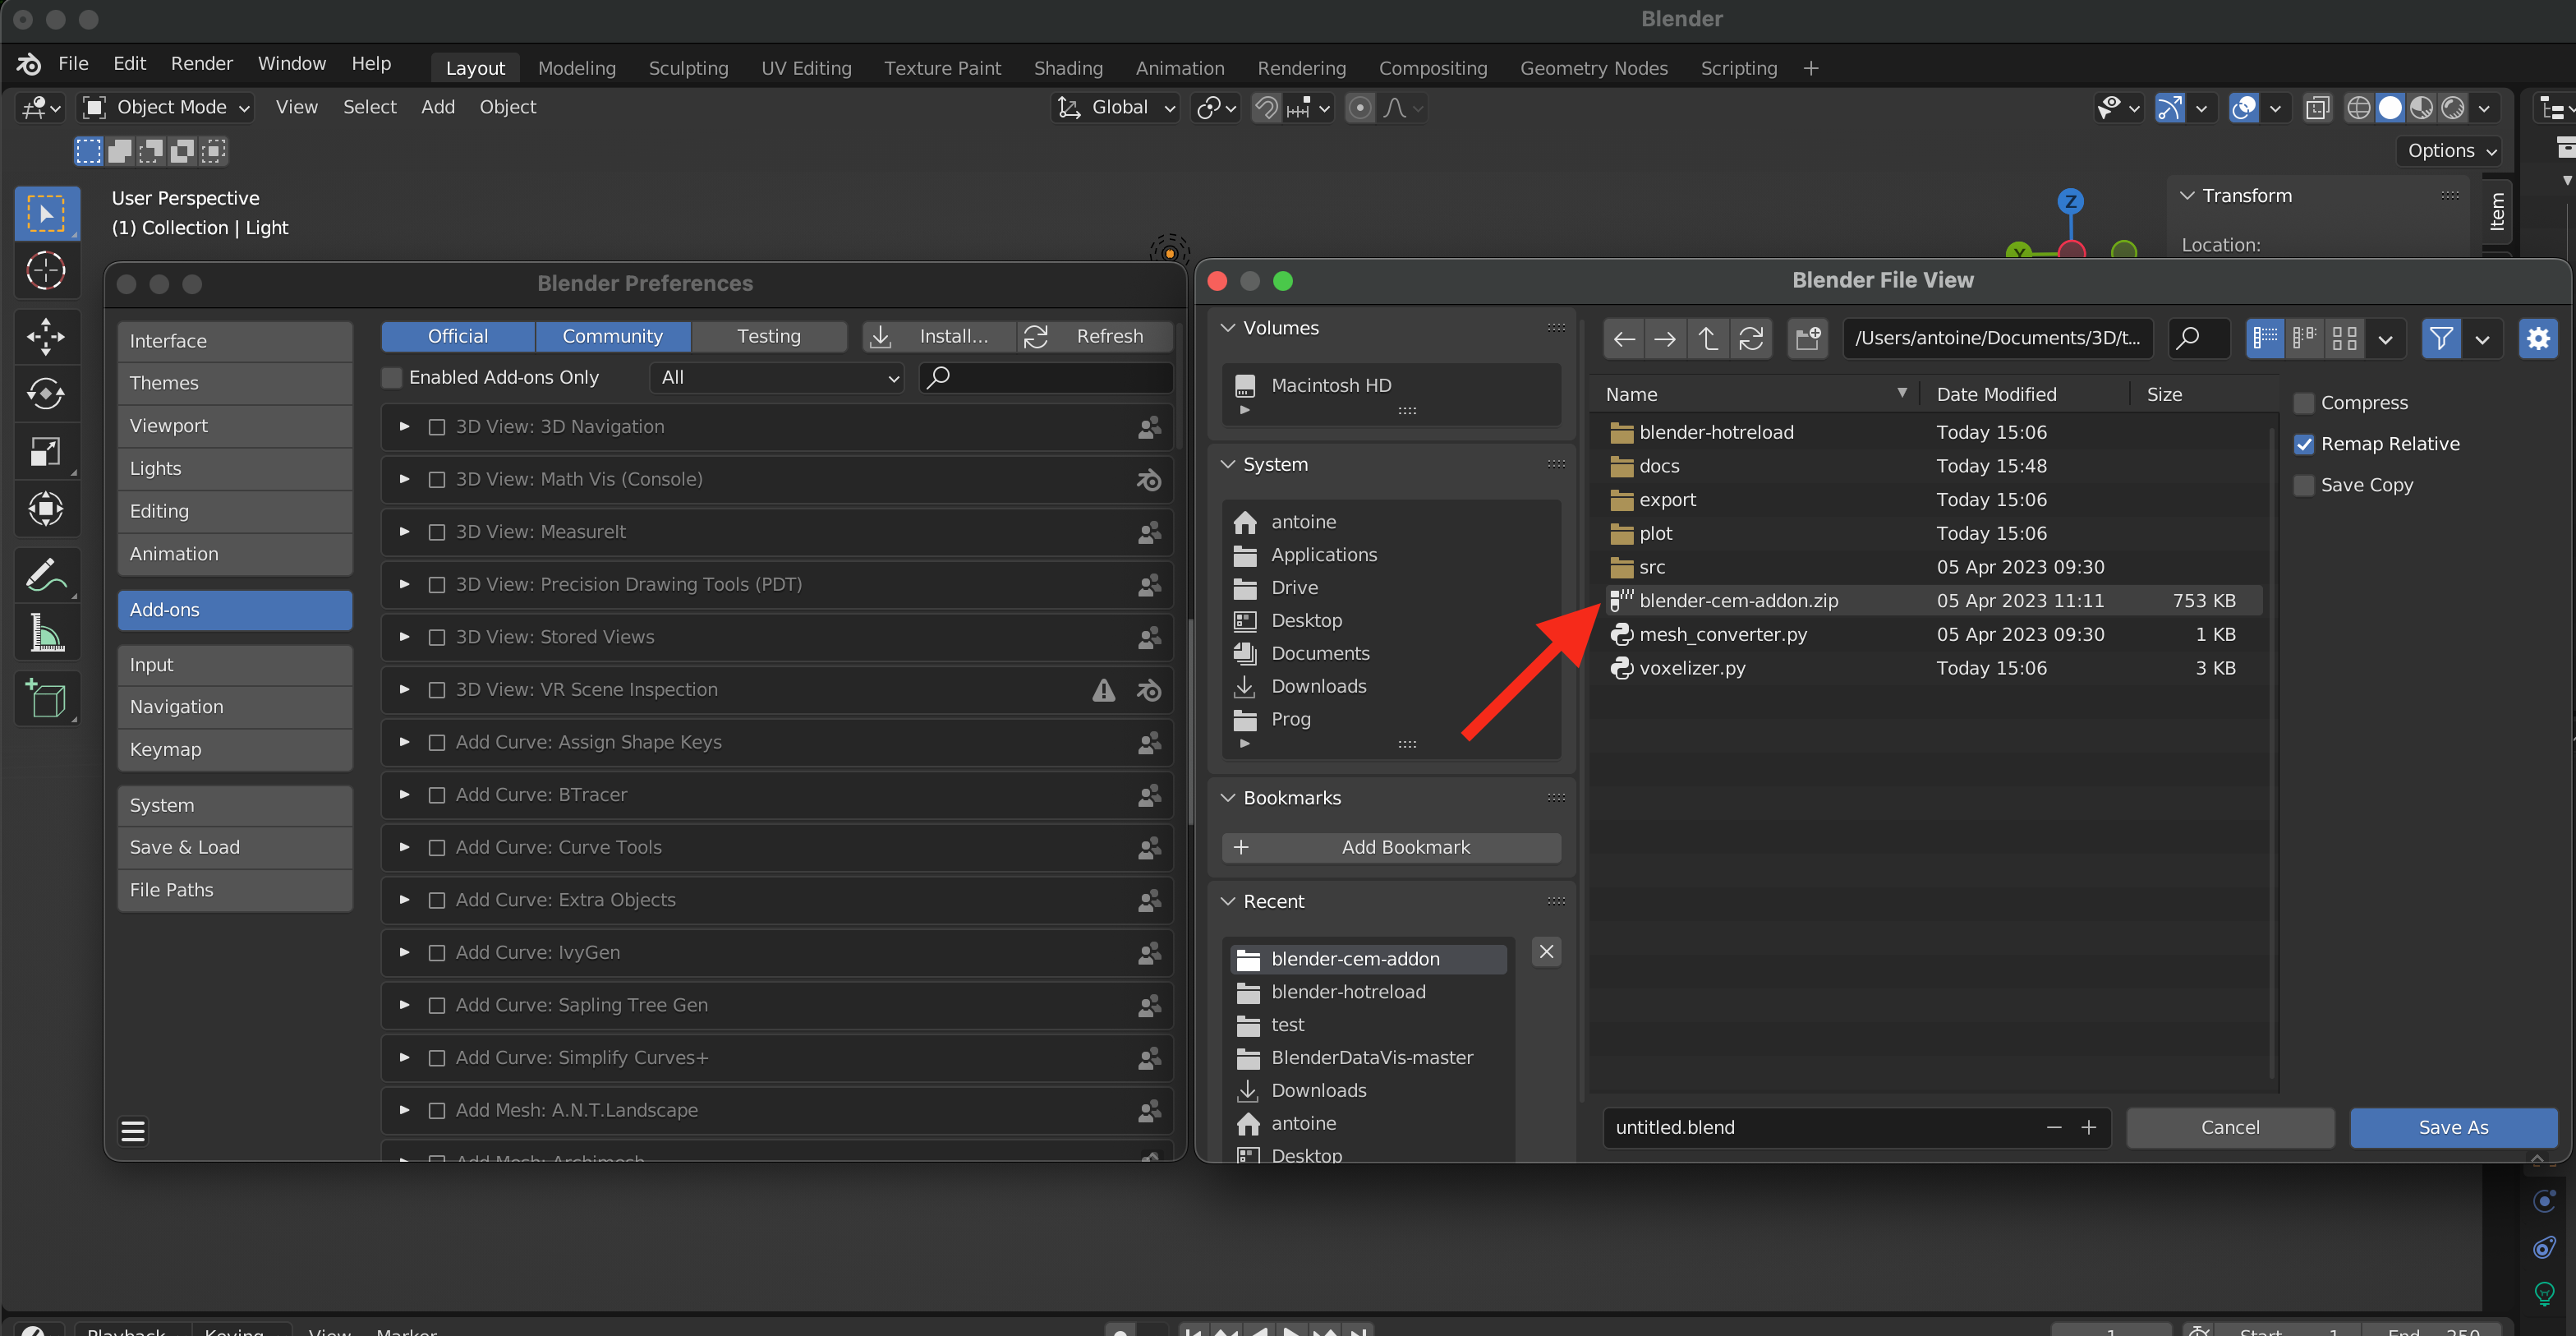 Blender
File Edit Render Window Help Layout Modeling Sculpting UV Editing Texture Paint Shading Animation Rendering Compositing Geometry Nodes Scripting +
Object Mode View Select Add Object Global
Options
User Perspective
(1) Collection | Light
Z
Y
Transform
Location:
Item
Blender Preferences
Interface
Themes
Viewport
Lights
Editing
Animation
Add-ons
Input
Navigation
Keymap
System
Save & Load
File Paths
Official Community Testing Install... Refresh
Enabled Add-ons Only All
3D View: 3D Navigation
3D View: Math Vis (Console)
3D View: MeasureIt
3D View: Precision Drawing Tools (PDT)
3D View: Stored Views
3D View: VR Scene Inspection
Add Curve: Assign Shape Keys
Add Curve: BTracer
Add Curve: Curve Tools
Add Curve: Extra Objects
Add Curve: IvyGen
Add Curve: Sapling Tree Gen
Add Curve: Simplify Curves+
Add Mesh: A.N.T.Landscape
Add Mesh: Archimesh
Blender File View
Volumes
Macintosh HD
System
antoine
Applications
Drive
Desktop
Documents
Downloads
Prog
Bookmarks
+ Add Bookmark
Recent
blender-cem-addon
blender-hotreload
test
BlenderDataVis-master
Downloads
antoine
Desktop
/Users/antoine/Documents/3D/t...
Name Date Modified Size
blender-hotreload Today 15:06
docs Today 15:48
export Today 15:06
plot Today 15:06
src 05 Apr 2023 09:30
blender-cem-addon.zip 05 Apr 2023 11:11 753 KB
mesh_converter.py 05 Apr 2023 09:30 1 KB
voxelizer.py Today 15:06 3 KB
Compress
Remap Relative
Save Copy
untitled.blend − + Cancel Save As
Playback Keying View Marker 1 Start 1 End 250